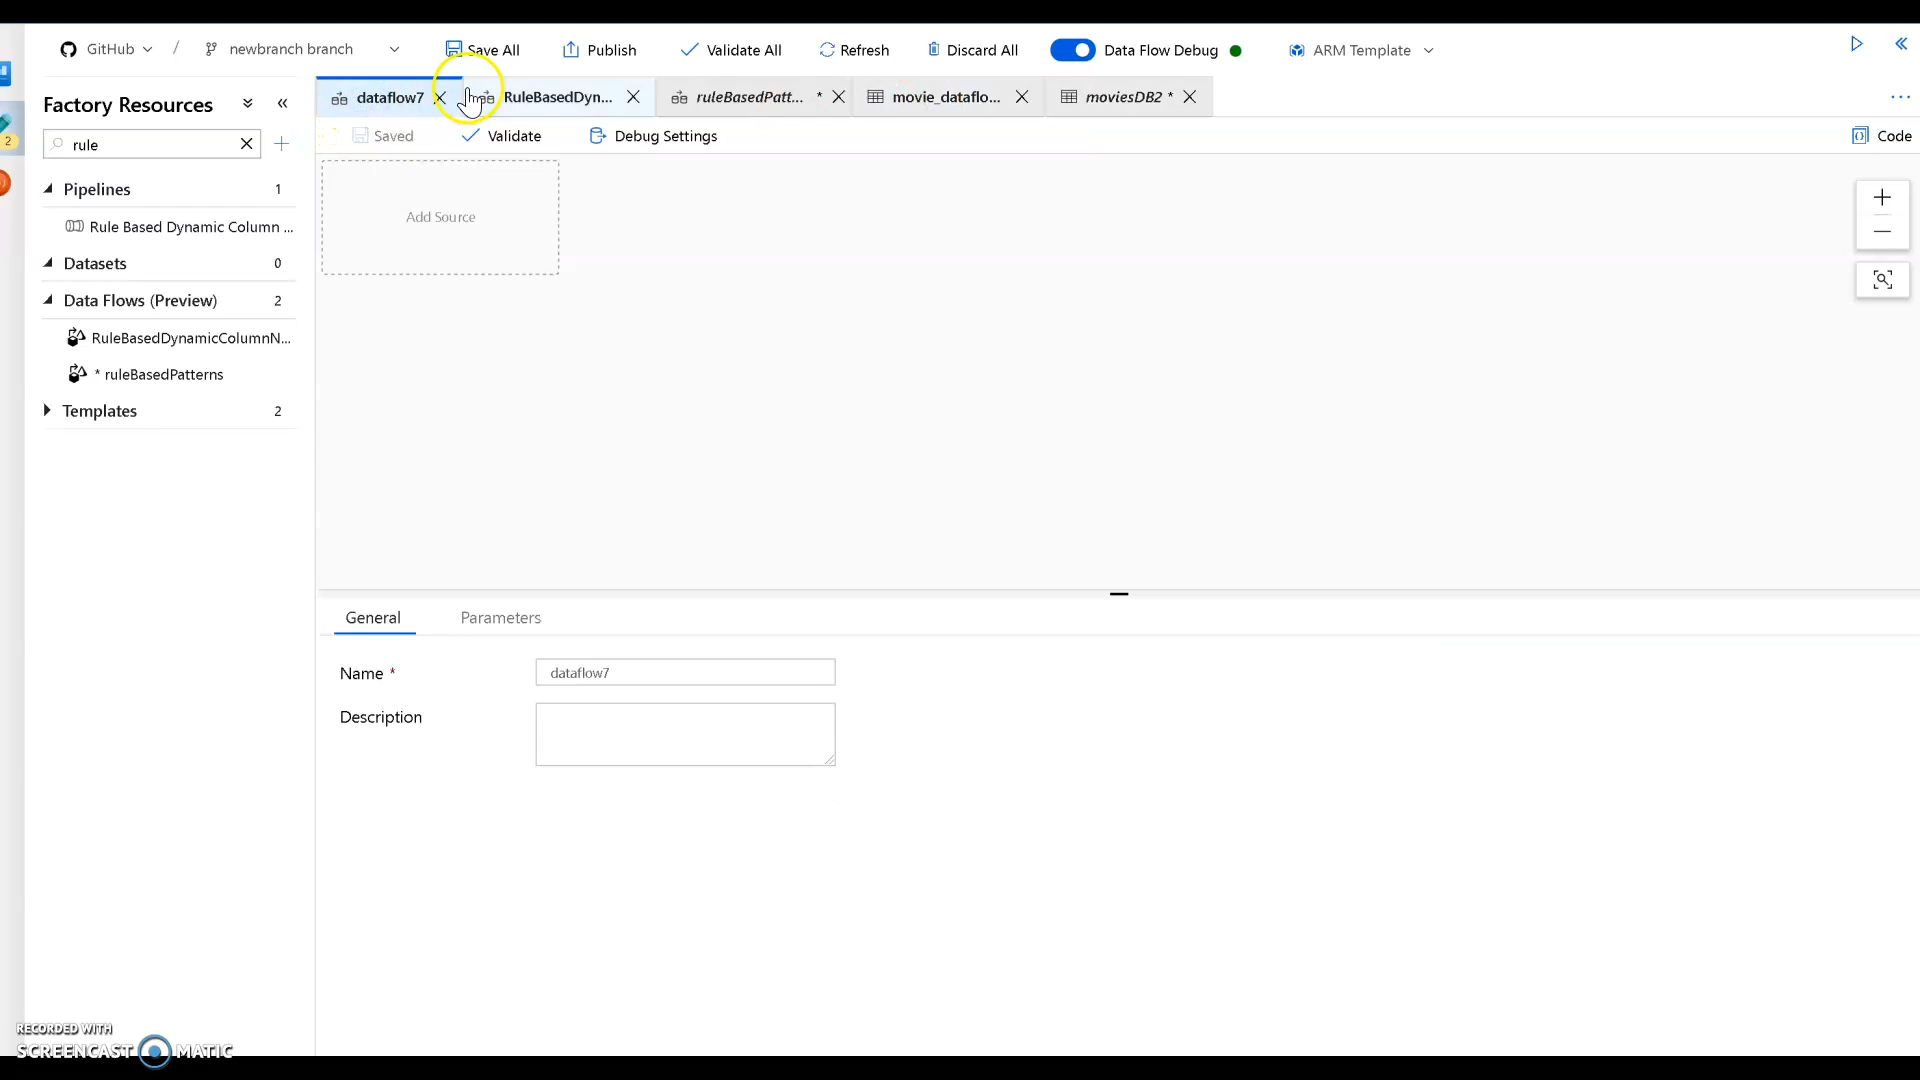 GitHub / newbranch branch Save All Publish Validate All Refresh Discard All Data Flow Debug ARM Template
Factory Resources
dataflow7 RuleBasedDyn... ruleBasedPatt... * movie_dataflo... moviesDB2 *
rule
Saved Validate Debug Settings Code
2
Pipelines 1
Add Source
Rule Based Dynamic Column ...
Datasets 0
Data Flows (Preview) 2
RuleBasedDynamicColumnN...
* ruleBasedPatterns
Templates 2
General Parameters
Name * dataflow7
Description
RECORDED WITH
SCREENCAST MATIC